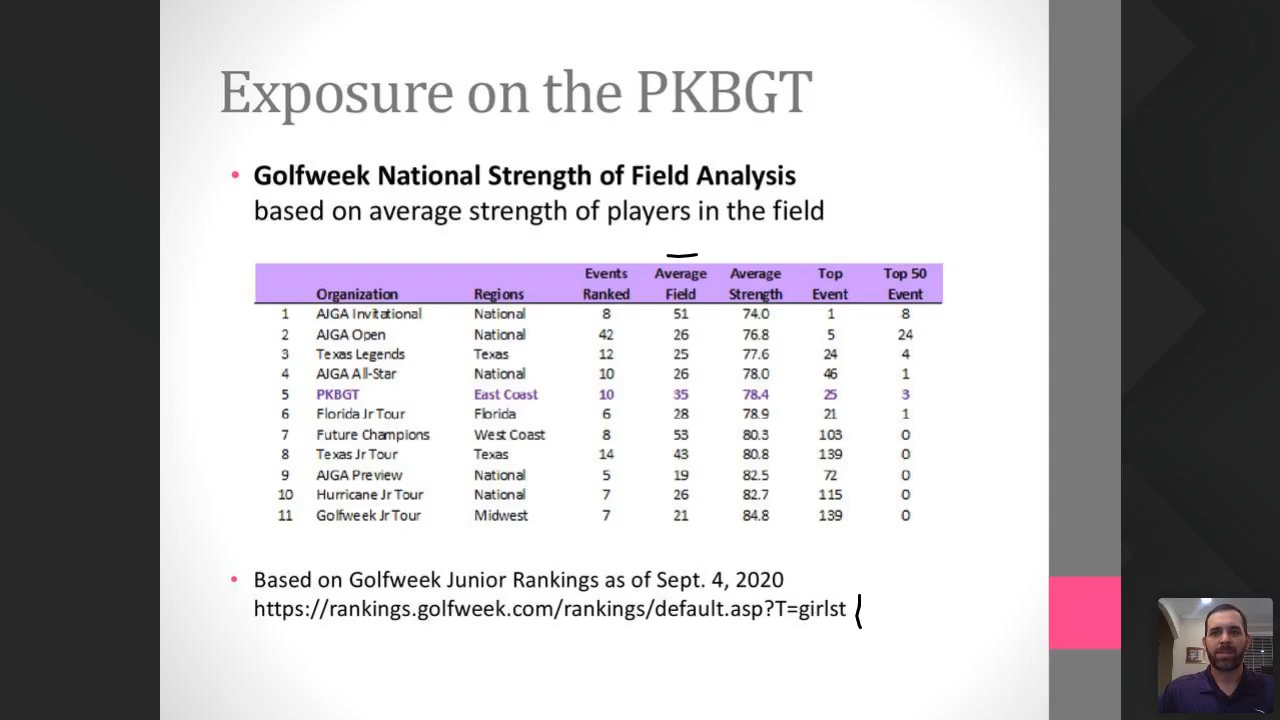 Exposure on the PKBGT
• Golfweek National Strength of Field Analysis
based on average strength of players in the field
Events Average Average Top Top 50
Organization Regions Ranked Field Strength Event Event
1 AJGA Invitational National 8 51 74.0 1 8
2 AJGA Open National 42 26 76.8 5 24
3 Texas Legends Texas 12 25 77.6 24 4
4 AJGA All-Star National 10 26 78.0 46 1
5 PKBGT East Coast 10 35 78.4 25 3
6 Florida Jr Tour Florida 6 28 78.9 21 1
7 Future Champions West Coast 8 53 80.3 103 0
8 Texas Jr Tour Texas 14 43 80.8 139 0
9 AJGA Preview National 5 19 82.5 72 0
10 Hurricane Jr Tour National 7 26 82.7 115 0
11 Golfweek Jr Tour Midwest 7 21 84.8 139 0
• Based on Golfweek Junior Rankings as of Sept. 4, 2020
https://rankings.golfweek.com/rankings/default.asp?T=girlst